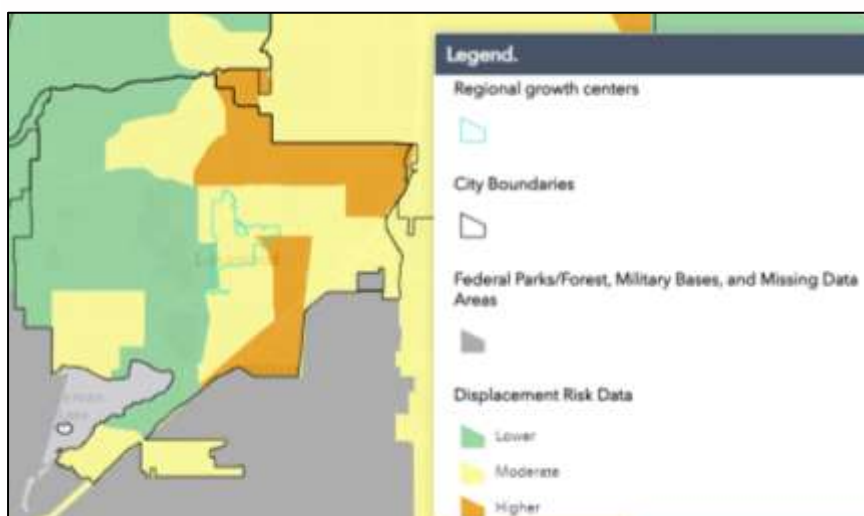 Legend.
Regional growth centers
City Boundaries
Federal Parks/Forest, Military Bases, and Missing Data
Areas
Displacement Risk Data
Lower
Moderate
Higher